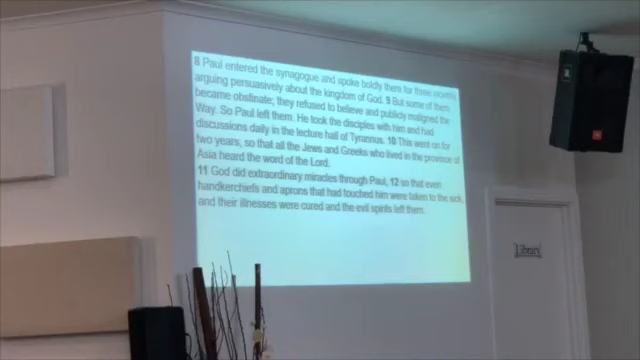 8 Paul entered the synagogue and spoke boldly there for three months,
arguing persuasively about the kingdom of God. 9 But some of them
became obstinate; they refused to believe and publicly maligned the
Way. So Paul left them. He took the disciples with him and had
discussions daily in the lecture hall of Tyrannus. 10 This went on for
two years, so that all the Jews and Greeks who lived in the province of
Asia heard the word of the Lord.
11 God did extraordinary miracles through Paul, 12 so that even
handkerchiefs and aprons that had touched him were taken to the sick,
and their illnesses were cured and the evil spirits left them.
Library